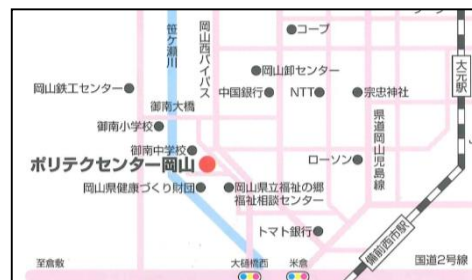 コープ
笹ケ瀬川
岡山西バイパス
大元駅
岡山卸センター
岡山鉄工センター
中国銀行
NTT
宗忠神社
御南大橋
御南小学校
県道岡山児島線
御南中学校
ポリテクセンター岡山
ローソン
岡山県健康づくり財団
岡山県立福祉の郷
福祉相談センター
トマト銀行
備前西市駅
至倉敷
大樋橋西
米倉
国道2号線